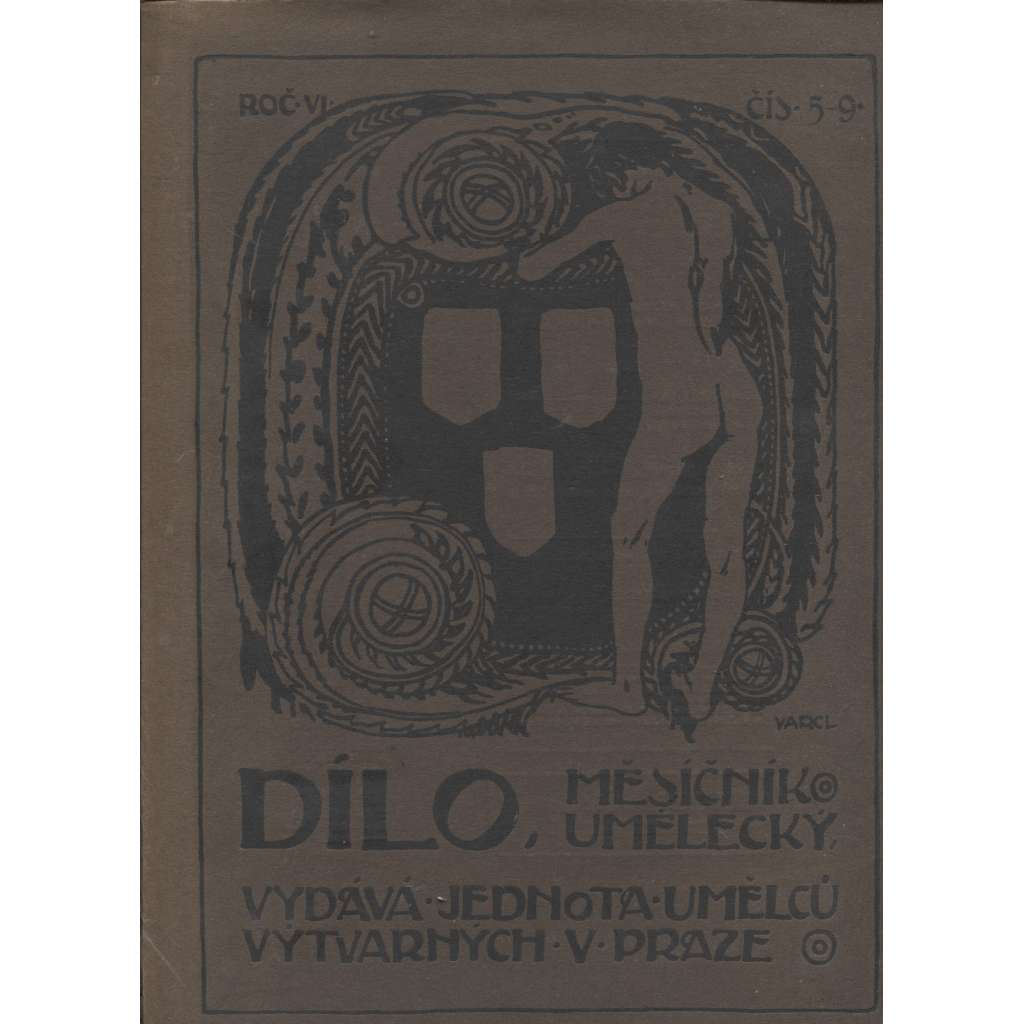 ROČ·VI·
ČÍS·5-9·
VARCL
DÍLO, MĚSÍČNÍK
UMĚLECKÝ,
VYDÁVÁ·JEDNOTA·UMĚLCŮ
VÝTVARNÝCH·V·PRAZE